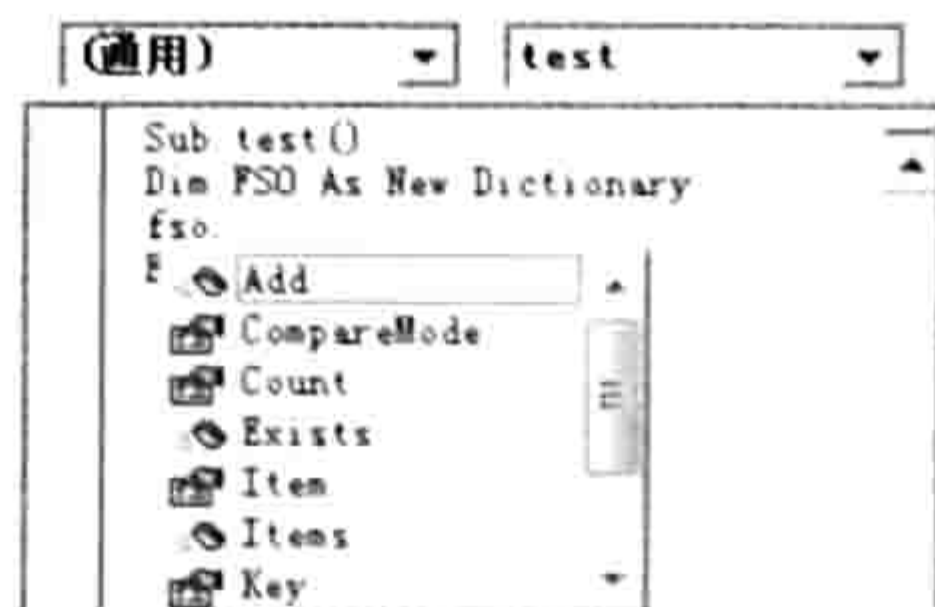 (通用) test
Sub test()
Dim FSO As New Dictionary
fso.
E
Add
CompareMode
Count
Exists
Item
Items
Key